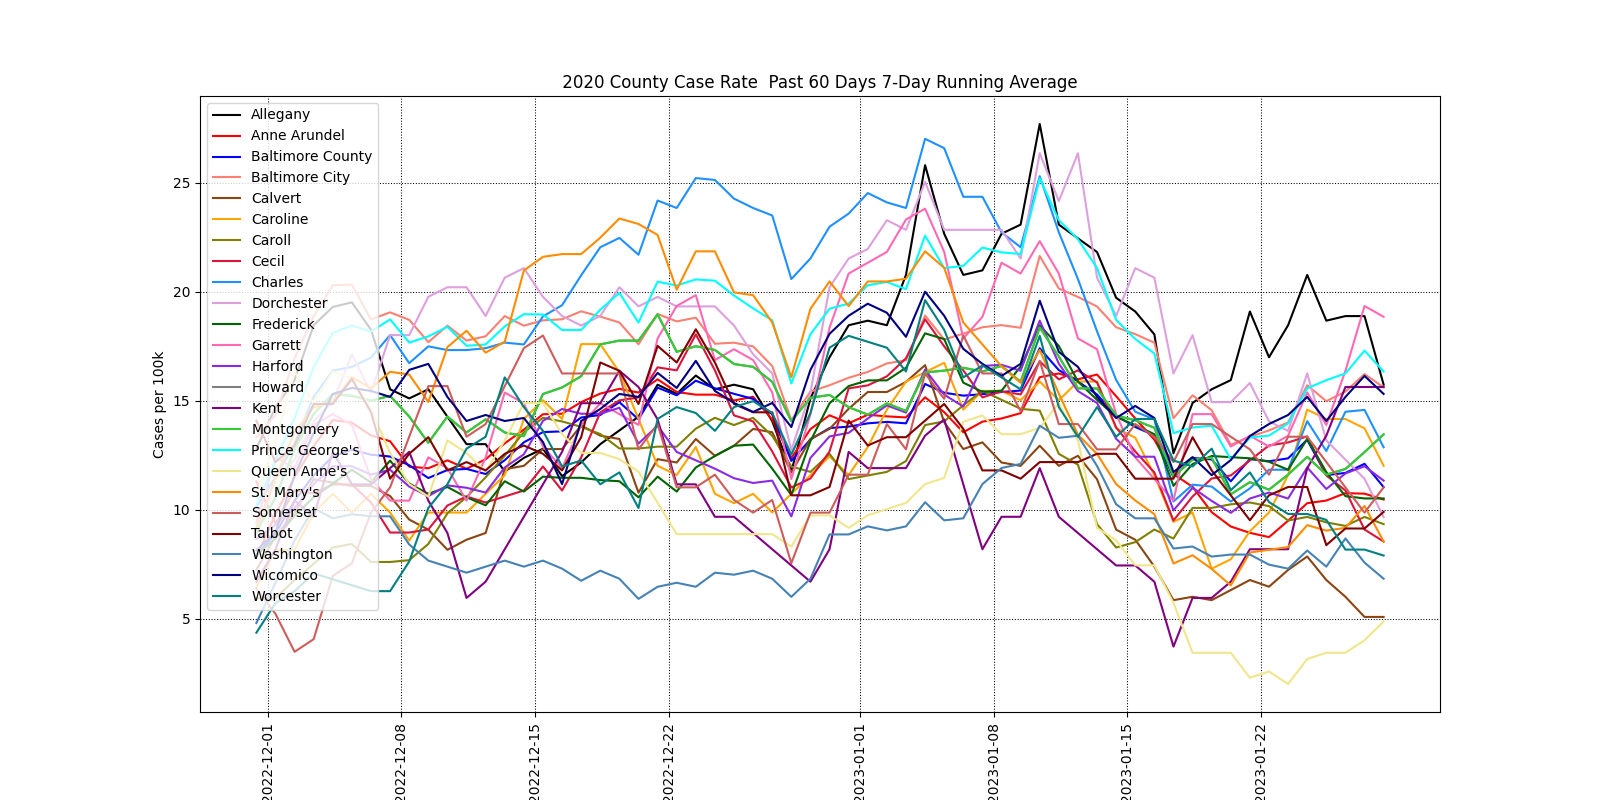 2020 County Case Rate  Past 60 Days 7-Day Running Average
Cases per 100k
25
20
15
10
5
Allegany
Anne Arundel
Baltimore County
Baltimore City
Calvert
Caroline
Caroll
Cecil
Charles
Dorchester
Frederick
Garrett
Harford
Howard
Kent
Montgomery
Prince George's
Queen Anne's
St. Mary's
Somerset
Talbot
Washington
Wicomico
Worcester
2022-12-01
2022-12-08
2022-12-15
2022-12-22
2023-01-01
2023-01-08
2023-01-15
2023-01-22